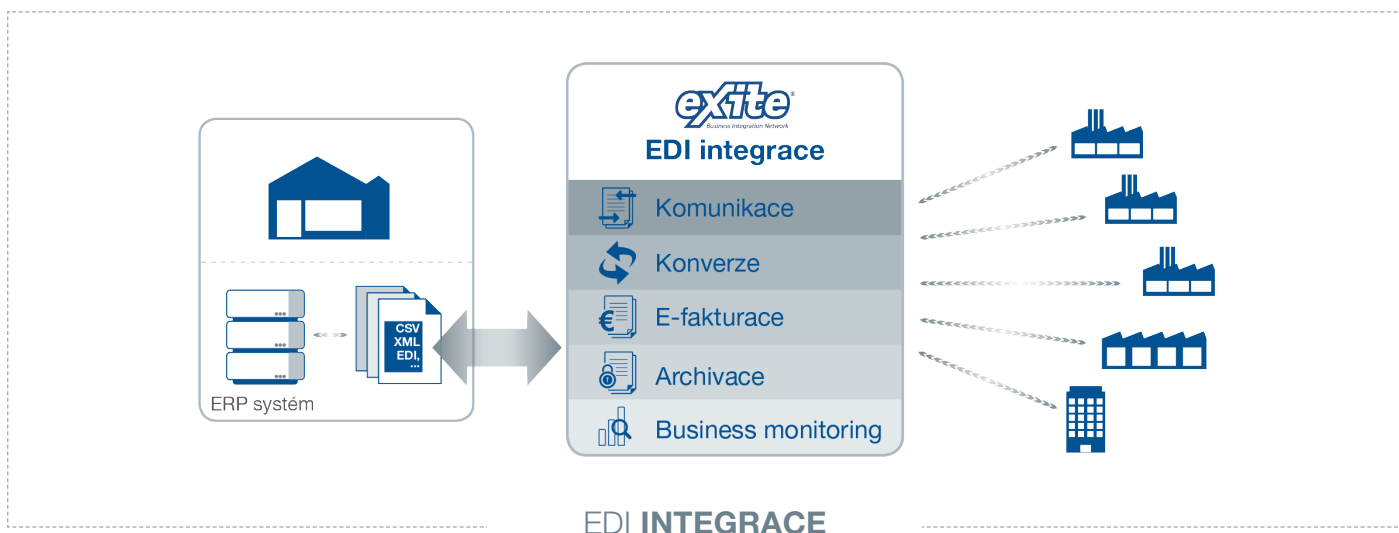 eXite®
Business Integration Network
EDI integrace
Komunikace
Konverze
E-fakturace
Archivace
Business monitoring
CSV
XML
EDI,
...
ERP systém
EDI INTEGRACE